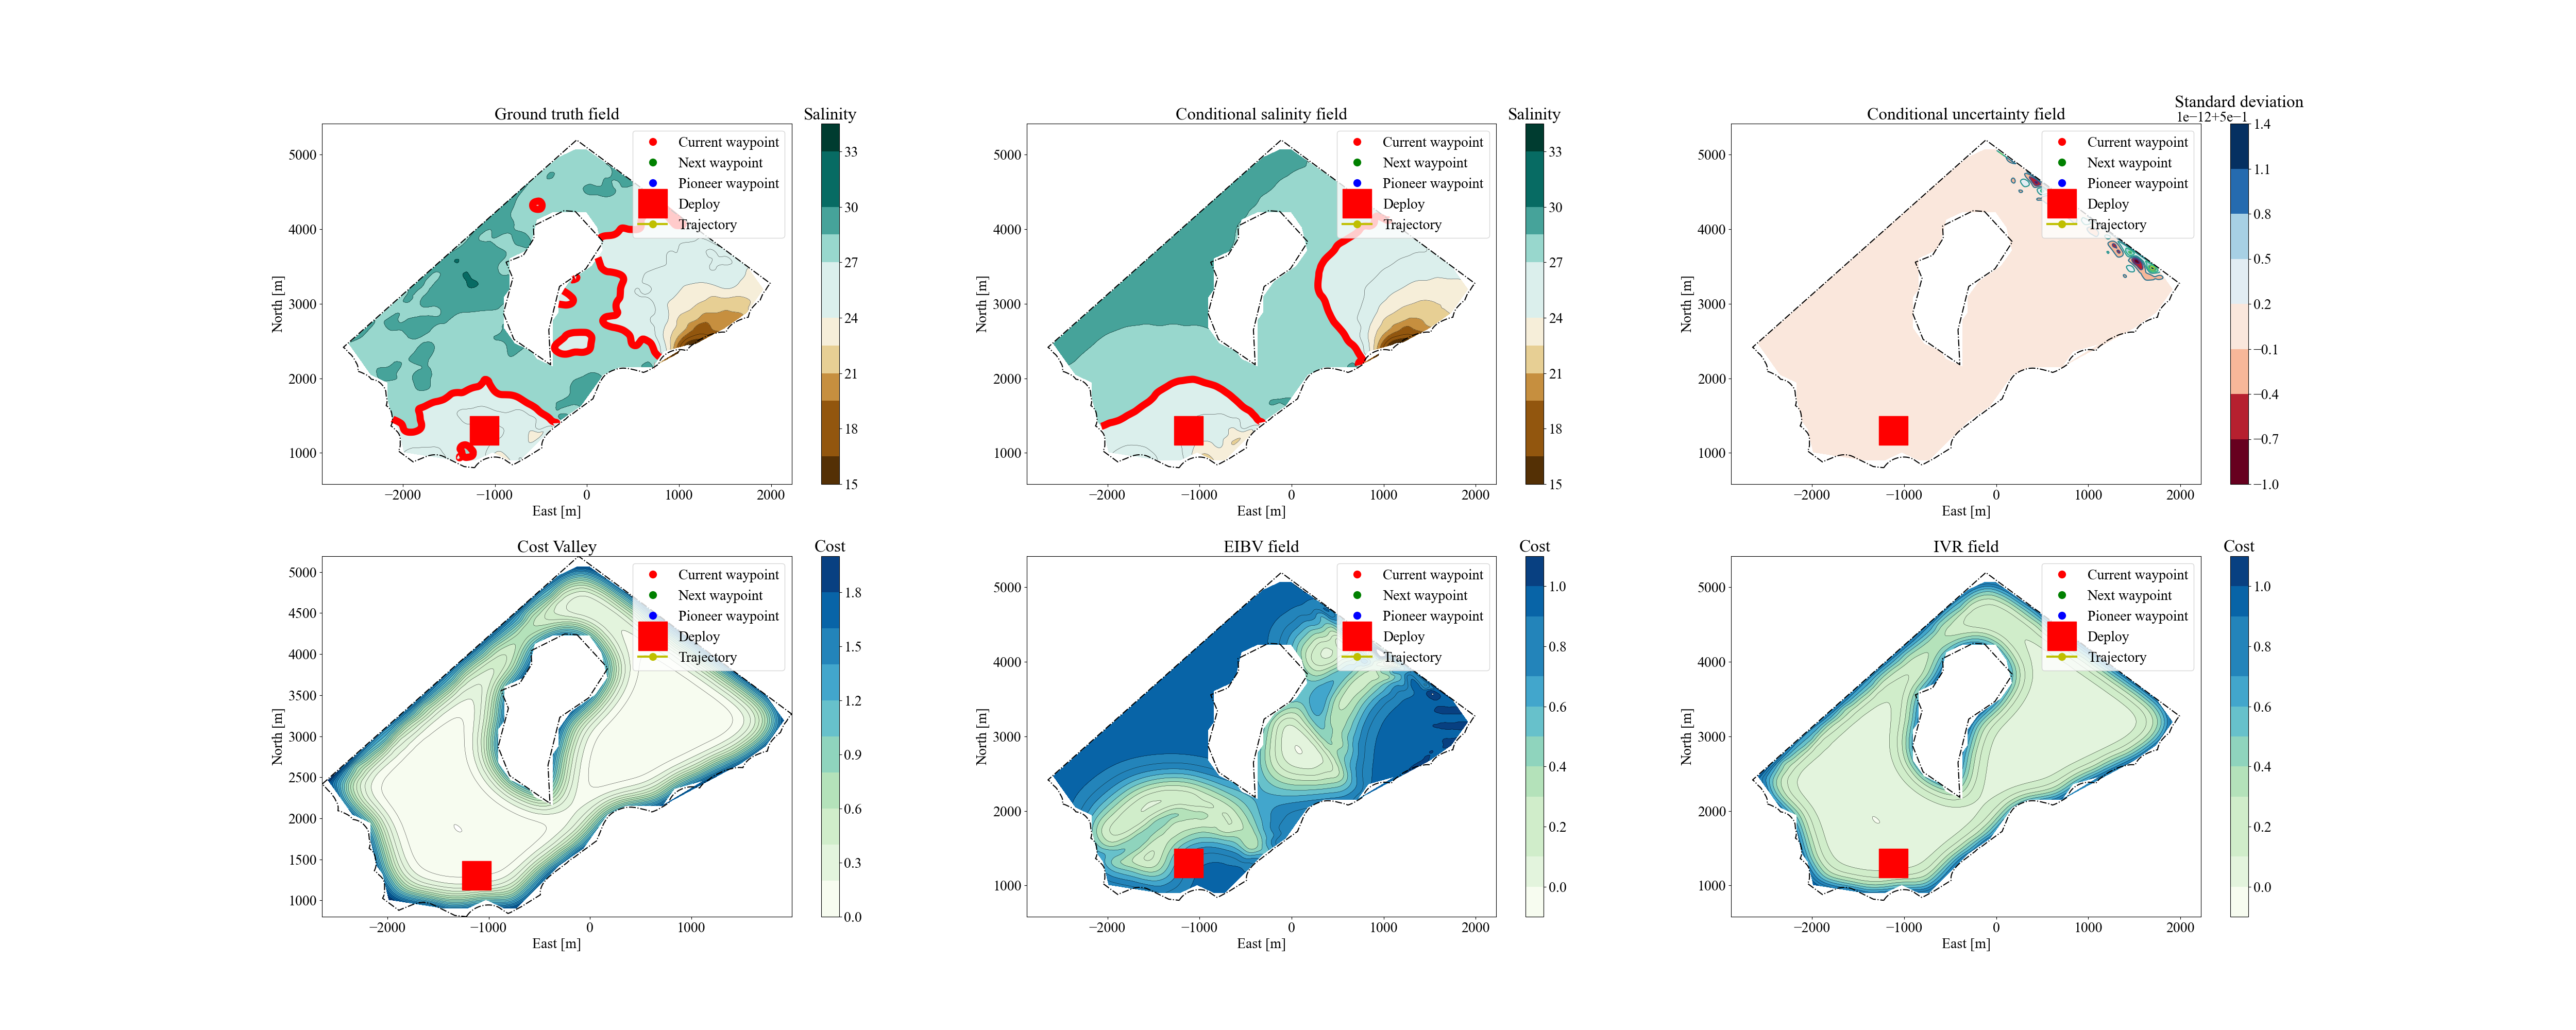 Ground truth field
Salinity
Current waypoint
Next waypoint
Pioneer waypoint
Deploy
Trajectory
5000
4000
3000
2000
1000
North [m]
−2000
−1000
0
1000
2000
East [m]
33
30
27
24
21
18
15
Conditional salinity field
Salinity
Current waypoint
Next waypoint
Pioneer waypoint
Deploy
Trajectory
5000
4000
3000
2000
1000
North [m]
−2000
−1000
0
1000
2000
East [m]
33
30
27
24
21
18
15
Conditional uncertainty field
Standard deviation
1e−12+5e−1
Current waypoint
Next waypoint
Pioneer waypoint
Deploy
Trajectory
5000
4000
3000
2000
1000
North [m]
−2000
−1000
0
1000
2000
East [m]
1.4
1.1
0.8
0.5
0.2
−0.1
−0.4
−0.7
−1.0
Cost Valley
Cost
Current waypoint
Next waypoint
Pioneer waypoint
Deploy
Trajectory
5000
4500
4000
3500
3000
2500
2000
1500
1000
North [m]
−2000
−1000
0
1000
East [m]
1.8
1.5
1.2
0.9
0.6
0.3
0.0
EIBV field
Cost
Current waypoint
Next waypoint
Pioneer waypoint
Deploy
Trajectory
5000
4000
3000
2000
1000
North [m]
−2000
−1000
0
1000
2000
East [m]
1.0
0.8
0.6
0.4
0.2
0.0
IVR field
Cost
Current waypoint
Next waypoint
Pioneer waypoint
Deploy
Trajectory
5000
4000
3000
2000
1000
North [m]
−2000
−1000
0
1000
2000
East [m]
1.0
0.8
0.6
0.4
0.2
0.0